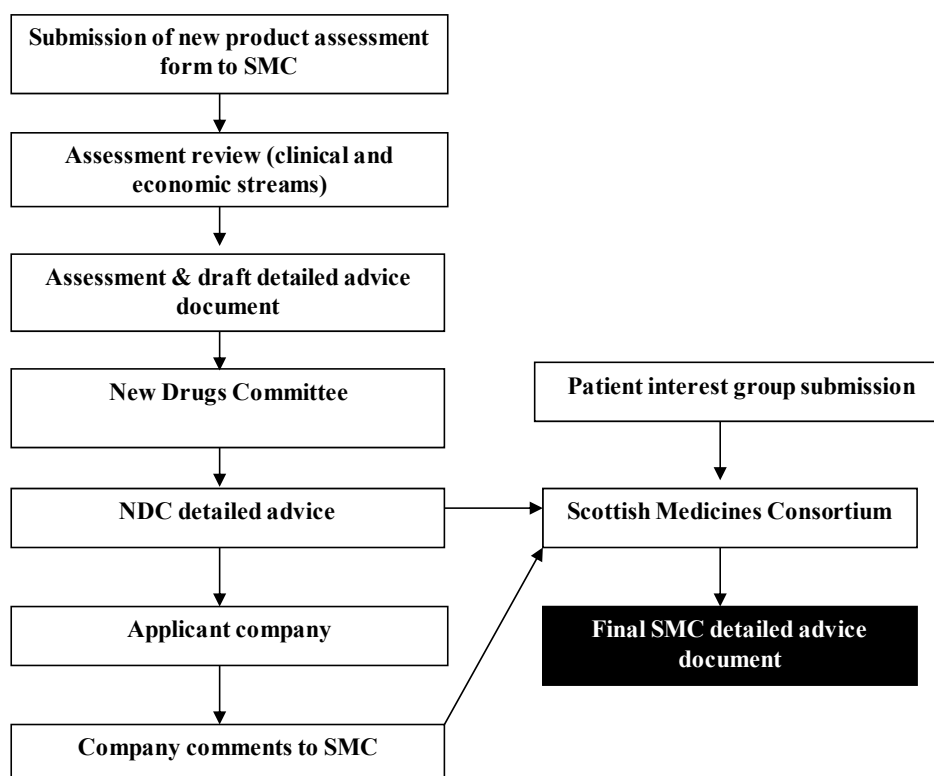 Submission of new product assessment
form to SMC
Assessment review (clinical and
economic streams)
Assessment & draft detailed advice
document
New Drugs Committee
Patient interest group submission
NDC detailed advice
Scottish Medicines Consortium
Applicant company
Final SMC detailed advice
document
Company comments to SMC